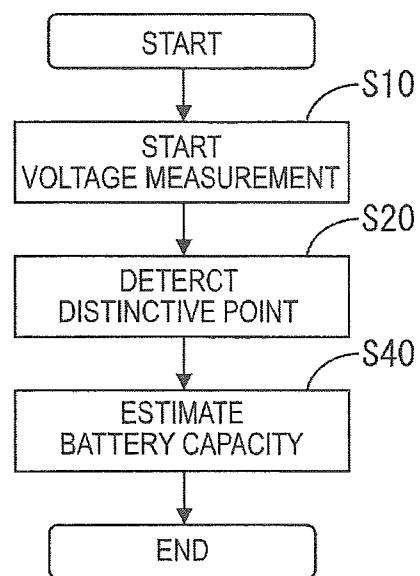 START
S10
START
VOLTAGE MEASUREMENT
S20
DETERCT
DISTINCTIVE POINT
S40
ESTIMATE
BATTERY CAPACITY
END